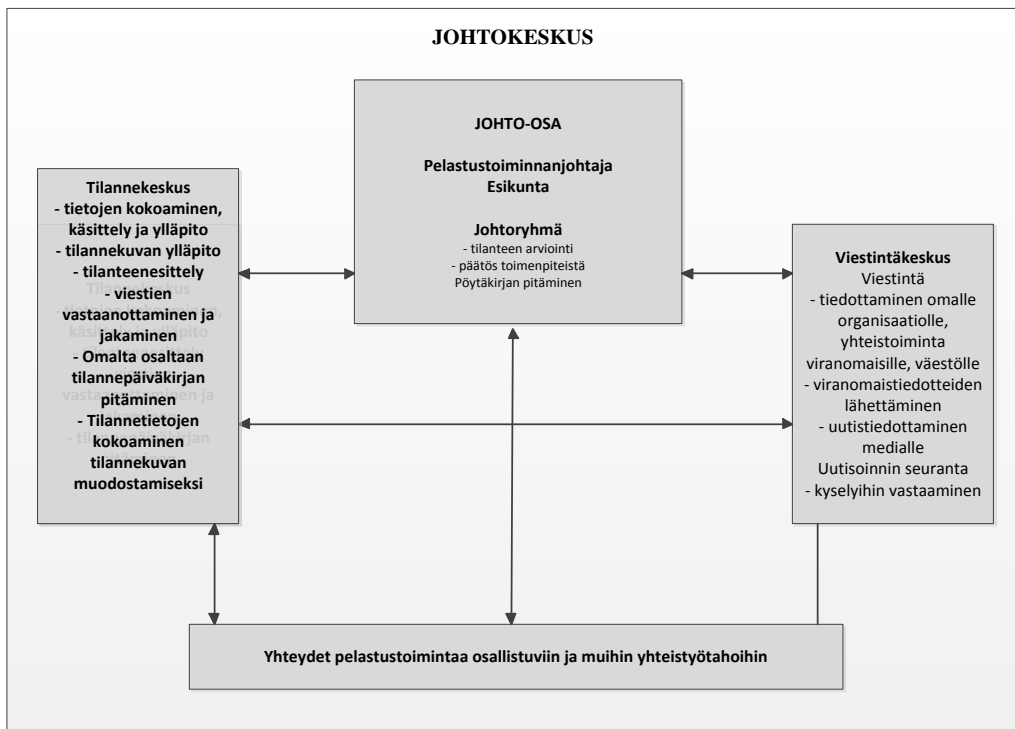 JOHTOKESKUS
JOHTO-OSA
Pelastustoiminnanjohtaja
Esikunta
Johtoryhmä
- tilanteen arviointi
- päätös toimenpiteistä
Pöytäkirjan pitäminen
Tilannekeskus
- tietojen kokoaminen,
käsittely ja ylläpito
- tilannekuvan ylläpito
- tilanteenesittely
- viestien
vastaanottaminen ja
jakaminen
- Omalta osaltaan
tilannepäiväkirjan
pitäminen
- Tilannetietojen
kokoaminen
tilannekuvan
muodostamiseksi
Viestintäkeskus
Viestintä
- tiedottaminen omalle
organisaatiolle,
yhteistoiminta
viranomaisille, väestölle
- viranomaistiedotteiden
lähettäminen
- uutistiedottaminen
medialle
Uutisoinnin seuranta
- kyselyihin vastaaminen
Yhteydet pelastustoimintaa osallistuviin ja muihin yhteistyötahoihin